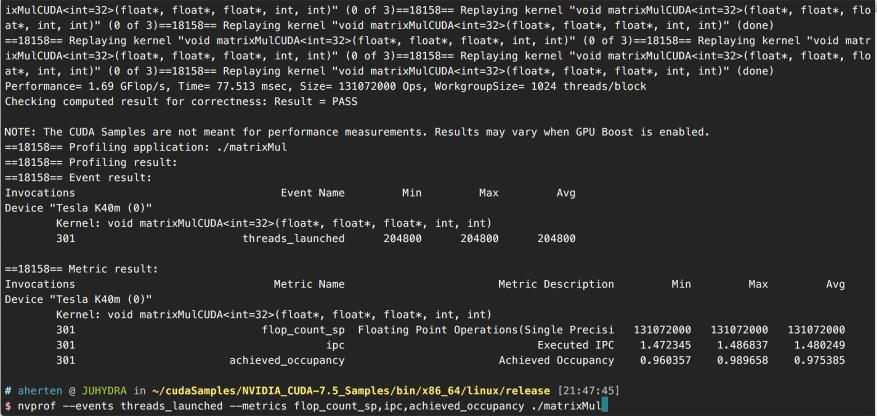 ixMulCUDA<int=32>(float*, float*, float*, int, int)" (0 of 3)==18158== Replaying kernel "void matrixMulCUDA<int=32>(float*, float*, flo
at*, int, int)" (0 of 3)==18158== Replaying kernel "void matrixMulCUDA<int=32>(float*, float*, float*, int, int)" (done)
==18158== Replaying kernel "void matrixMulCUDA<int=32>(float*, float*, float*, int, int)" (0 of 3)==18158== Replaying kernel "void matr
ixMulCUDA<int=32>(float*, float*, float*, int, int)" (0 of 3)==18158== Replaying kernel "void matrixMulCUDA<int=32>(float*, float*, flo
at*, int, int)" (0 of 3)==18158== Replaying kernel "void matrixMulCUDA<int=32>(float*, float*, float*, int, int)" (done)
Performance= 1.69 GFlop/s, Time= 77.513 msec, Size= 131072000 Ops, WorkgroupSize= 1024 threads/block
Checking computed result for correctness: Result = PASS
NOTE: The CUDA Samples are not meant for performance measurements. Results may vary when GPU Boost is enabled.
==18158== Profiling application: ./matrixMul
==18158== Profiling result:
==18158== Event result:
Invocations Event Name Min Max Avg
Device "Tesla K40m (0)"
Kernel: void matrixMulCUDA<int=32>(float*, float*, float*, int, int)
301 threads_launched 204800 204800 204800
==18158== Metric result:
Invocations Metric Name Metric Description Min Max Avg
Device "Tesla K40m (0)"
Kernel: void matrixMulCUDA<int=32>(float*, float*, float*, int, int)
301 flop_count_sp Floating Point Operations(Single Precisi 131072000 131072000 131072000
301 ipc Executed IPC 1.472345 1.486837 1.480249
301 achieved_occupancy Achieved Occupancy 0.960357 0.989658 0.975385
# aherten @ JUHYDRA in ~/cudaSamples/NVIDIA_CUDA-7.5_Samples/bin/x86_64/linux/release [21:47:45]
$ nvprof --events threads_launched --metrics flop_count_sp,ipc,achieved_occupancy ./matrixMul